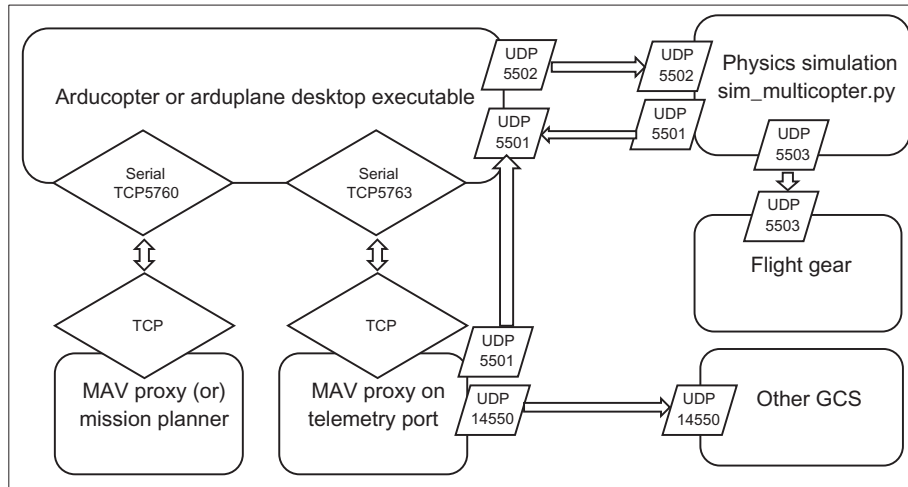 UDP
5502
UDP
5502
Physics simulation
sim_multicopter.py
Arducopter or arduplane desktop executable
UDP
5501
UDP
5501
UDP
5503
Serial
TCP5760
Serial
TCP5763
UDP
5503
Flight gear
TCP
TCP
UDP
5501
MAV proxy (or)
mission planner
MAV proxy on
telemetry port
UDP
14550
UDP
14550
Other GCS